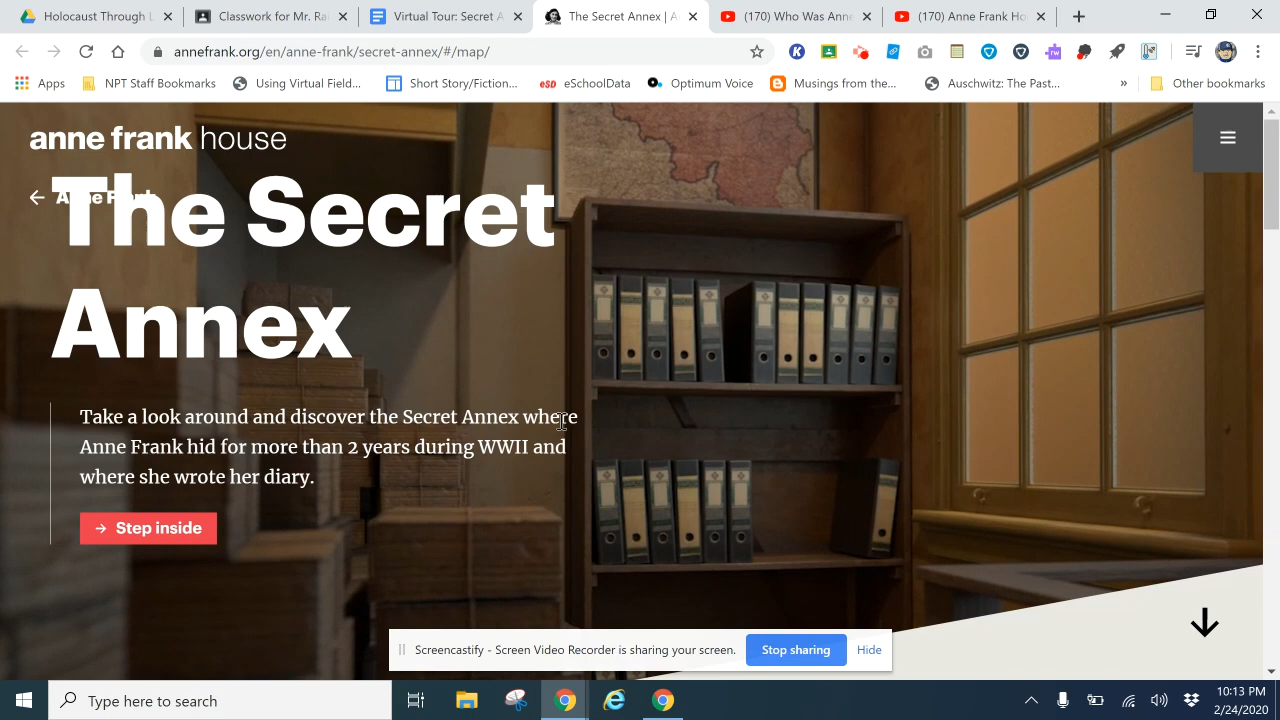 Holocaust Through L
Classwork for Mr. Ra
Virtual Tour: Secret A
The Secret Annex | A
(170) Who Was Anne
(170) Anne Frank Ho
annefrank.org/en/anne-frank/secret-annex/#/map/
Apps
NPT Staff Bookmarks
Using Virtual Field...
Short Story/Fiction...
esd eSchoolData
Optimum Voice
Musings from the...
Auschwitz: The Past...
»
Other bookmarks
anne frank house
← Anne Frank
The Secret
Annex
Take a look around and discover the Secret Annex where
Anne Frank hid for more than 2 years during WWII and
where she wrote her diary.
→ Step inside
Screencastify - Screen Video Recorder is sharing your screen.
Stop sharing
Hide
Type here to search
10:13 PM
2/24/2020